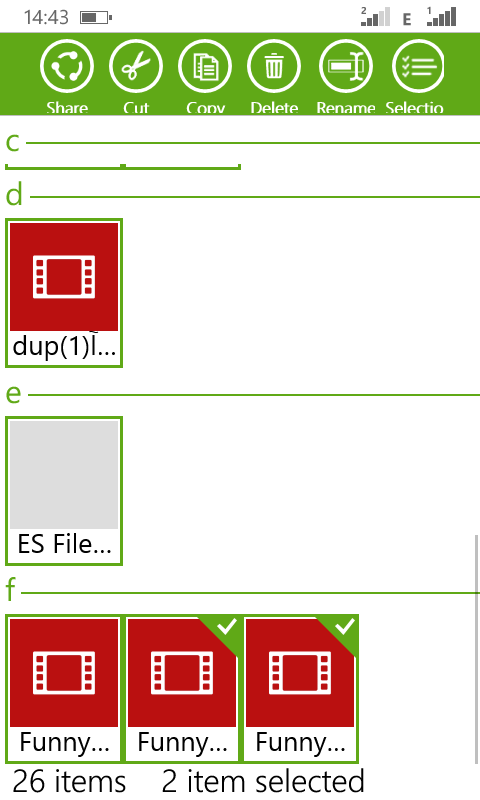 14:43 2 E 1
Share Cut Copy Delete Rename Selectio
c
d
dup(1)آ...
e
ES File...
f
Funny... Funny... Funny...
26 items 2 item selected